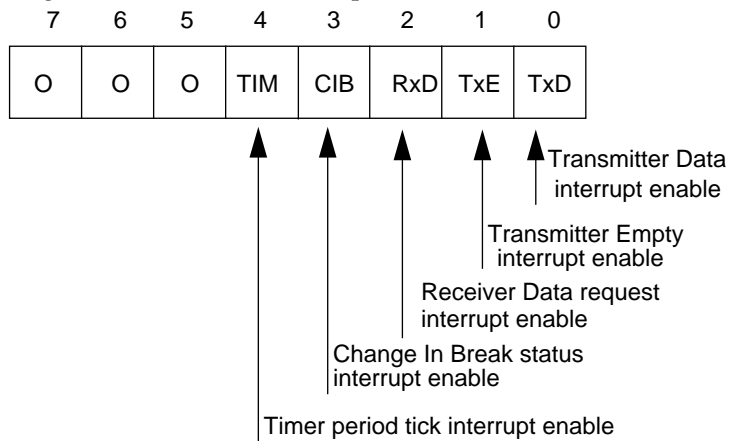 7 6 5 4 3 2 1 0
O O O TIM CIB RxD TxE TxD
Transmitter Data
interrupt enable
Transmitter Empty
interrupt enable
Receiver Data request
interrupt enable
Change In Break status
interrupt enable
Timer period tick interrupt enable